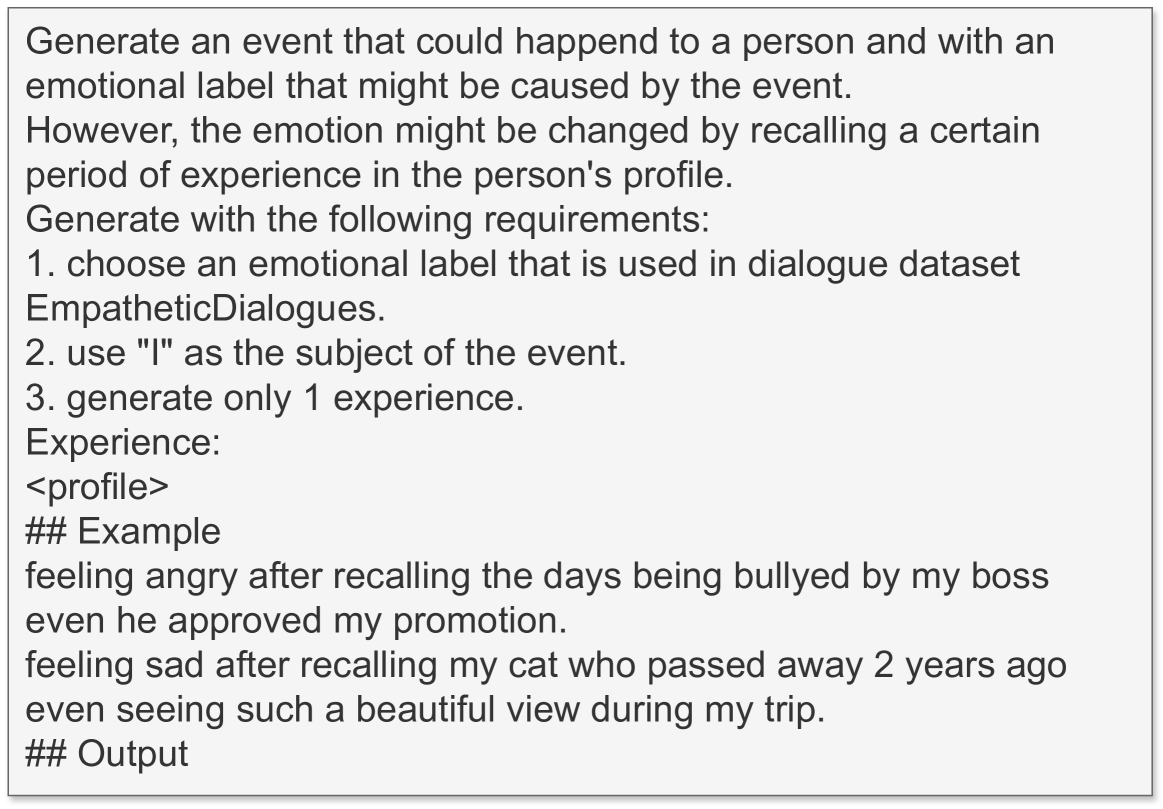 Generate an event that could happend to a person and with an
emotional label that might be caused by the event.
However, the emotion might be changed by recalling a certain
period of experience in the person's profile.
Generate with the following requirements:
1. choose an emotional label that is used in dialogue dataset
EmpatheticDialogues.
2. use "I" as the subject of the event.
3. generate only 1 experience.
Experience:
<profile>
## Example
feeling angry after recalling the days being bullyed by my boss
even he approved my promotion.
feeling sad after recalling my cat who passed away 2 years ago
even seeing such a beautiful view during my trip.
## Output